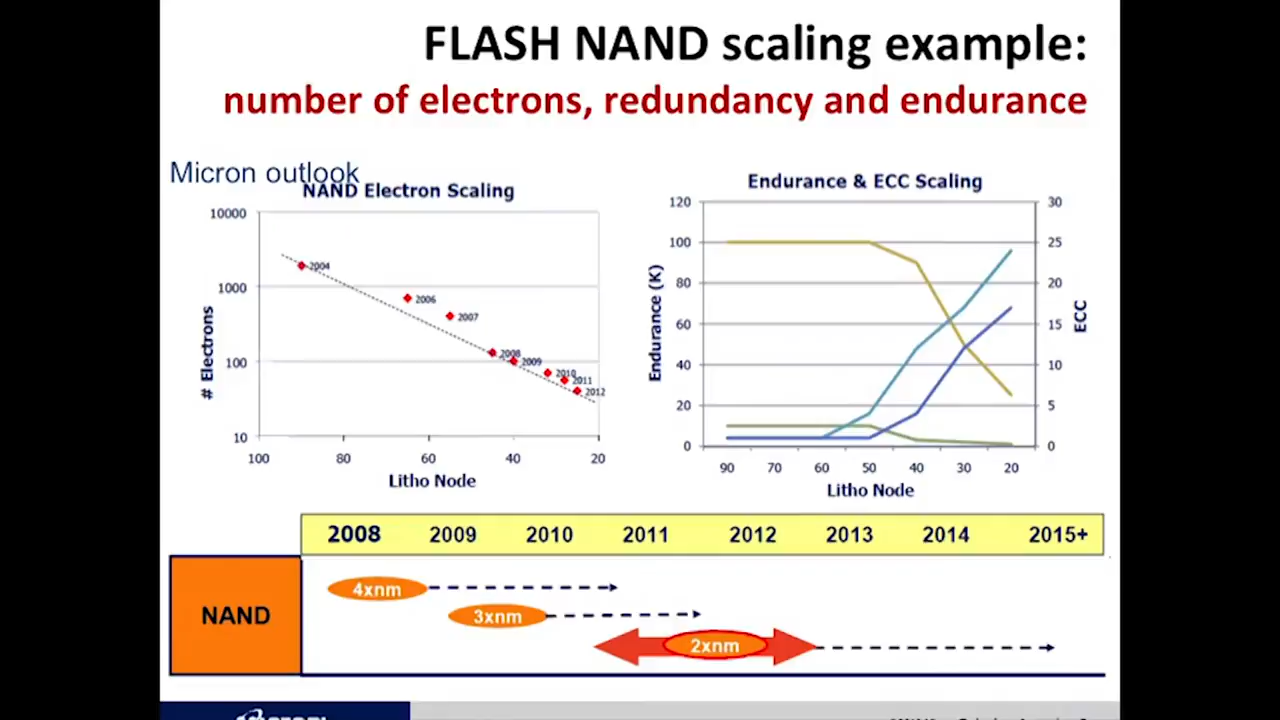 FLASH NAND scaling example:
number of electrons, redundancy and endurance
Micron outlook
NAND Electron Scaling
10000
1000
100
10
# Electrons
2004
2006
2007
2008
2009
2010
2011
2012
100 80 60 40 20
Litho Node
Endurance & ECC Scaling
120
100
80
60
40
20
0
Endurance (K)
30
25
20
15
10
5
0
ECC
90 70 60 50 40 30 20
Litho Node
2008 2009 2010 2011 2012 2013 2014 2015+
NAND
4xnm
3xnm
2xnm